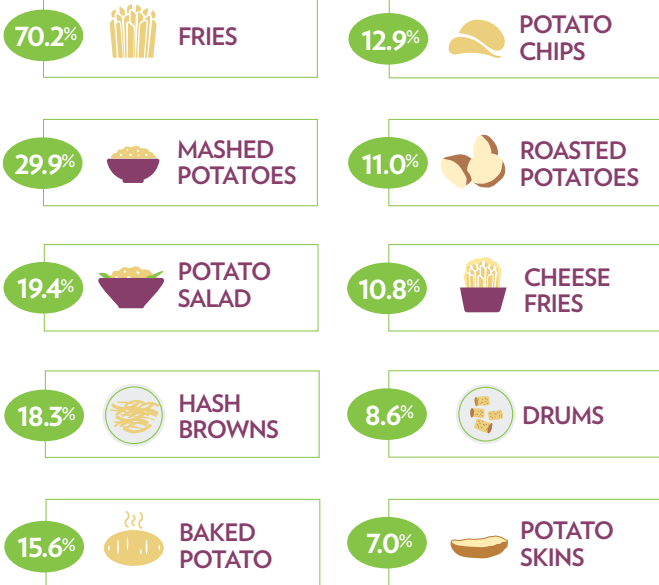 70.2%
FRIES
29.9%
MASHED
POTATOES
19.4%
POTATO
SALAD
18.3%
HASH
BROWNS
15.6%
BAKED
POTATO
12.9%
POTATO
CHIPS
11.0%
ROASTED
POTATOES
10.8%
CHEESE
FRIES
8.6%
DRUMS
7.0%
POTATO
SKINS